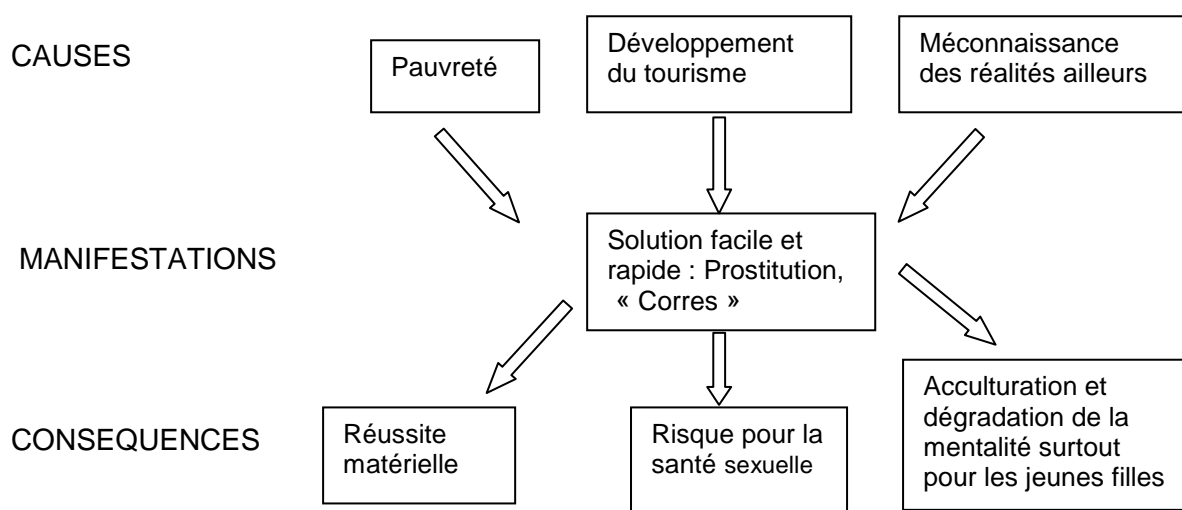 CAUSES
Pauvreté
Développement
du tourisme
Méconnaissance
des réalités ailleurs
MANIFESTATIONS
Solution facile et
rapide : Prostitution,
« Corres »
CONSEQUENCES
Réussite
matérielle
Risque pour la
santé sexuelle
Acculturation et
dégradation de la
mentalité surtout
pour les jeunes filles